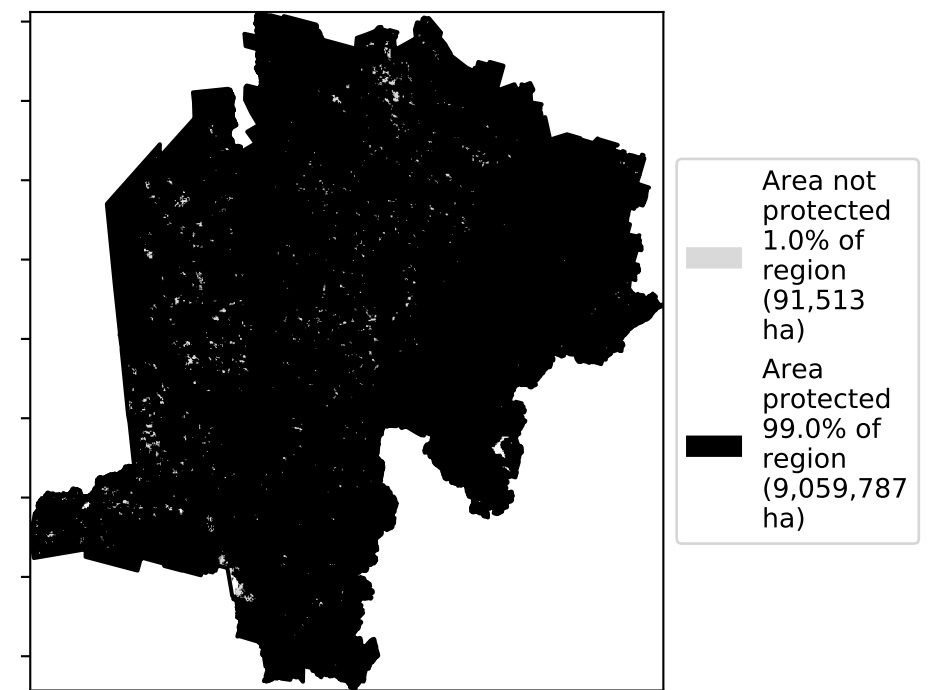 Area not
protected
1.0% of
region
(91,513
ha)
Area
protected
99.0% of
region
(9,059,787
ha)